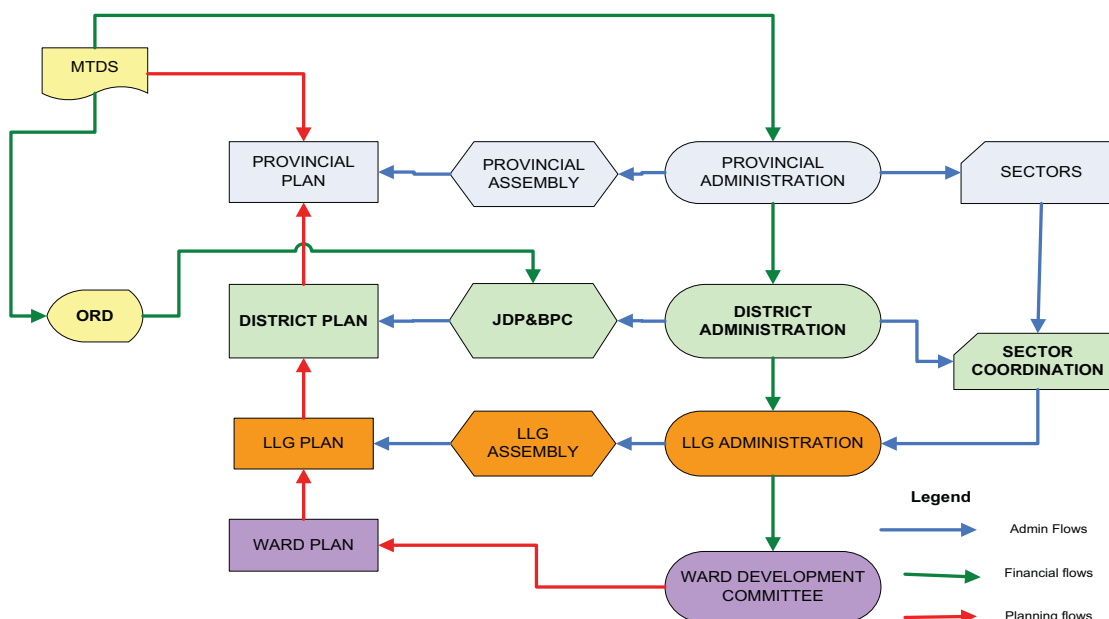 MTDS
PROVINCIAL
PLAN
PROVINCIAL
ASSEMBLY
PROVINCIAL
ADMINISTRATION
SECTORS
ORD
DISTRICT PLAN
JDP&BPC
DISTRICT
ADMINISTRATION
SECTOR
COORDINATION
LLG PLAN
LLG
ASSEMBLY
LLG ADMINISTRATION
WARD PLAN
WARD DEVELOPMENT
COMMITTEE
Legend
Admin Flows
Financial flows
Planning flows